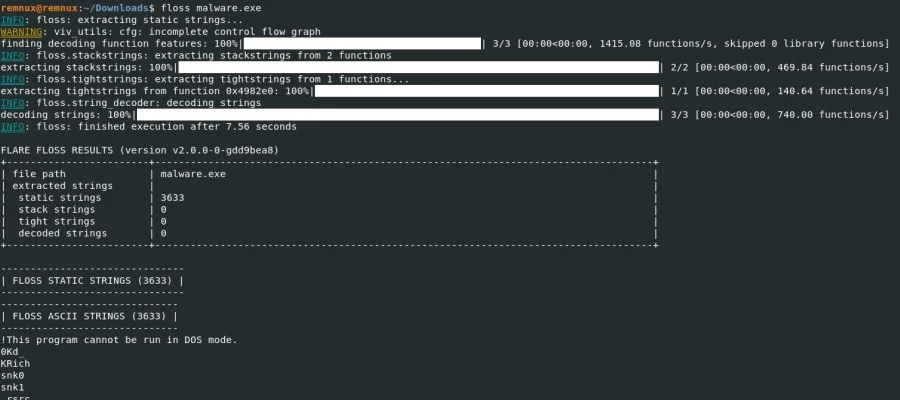 remnux@remnux:~/Downloads$ floss malware.exe
INFO: floss: extracting static strings...
WARNING: viv_utils: cfg: incomplete control flow graph
finding decoding function features: 100%| | 3/3 [00:00<00:00, 1415.08 functions/s, skipped 0 library functions]
INFO: floss.stackstrings: extracting stackstrings from 2 functions
extracting stackstrings: 100%| | 2/2 [00:00<00:00, 469.84 functions/s]
INFO: floss.tightstrings: extracting tightstrings from 1 functions...
extracting tightstrings from function 0x4982e0: 100%| | 1/1 [00:00<00:00, 140.64 functions/s]
INFO: floss.string_decoder: decoding strings
decoding strings: 100%| | 3/3 [00:00<00:00, 740.00 functions/s]
INFO: floss: finished execution after 7.56 seconds
FLARE FLOSS RESULTS (version v2.0.0-0-gdd9bea8)
+------------------------+------------------------------------------------------------------------------------+
| file path | malware.exe |
| extracted strings | |
| static strings | 3633 |
| stack strings | 0 |
| tight strings | 0 |
| decoded strings | 0 |
+------------------------+------------------------------------------------------------------------------------+
-------------------------------
| FLOSS STATIC STRINGS (3633) |
-------------------------------
------------------------------
| FLOSS ASCII STRINGS (3633) |
------------------------------
!This program cannot be run in DOS mode.
0Kd_
KRich
snk0
snk1
.rsrc